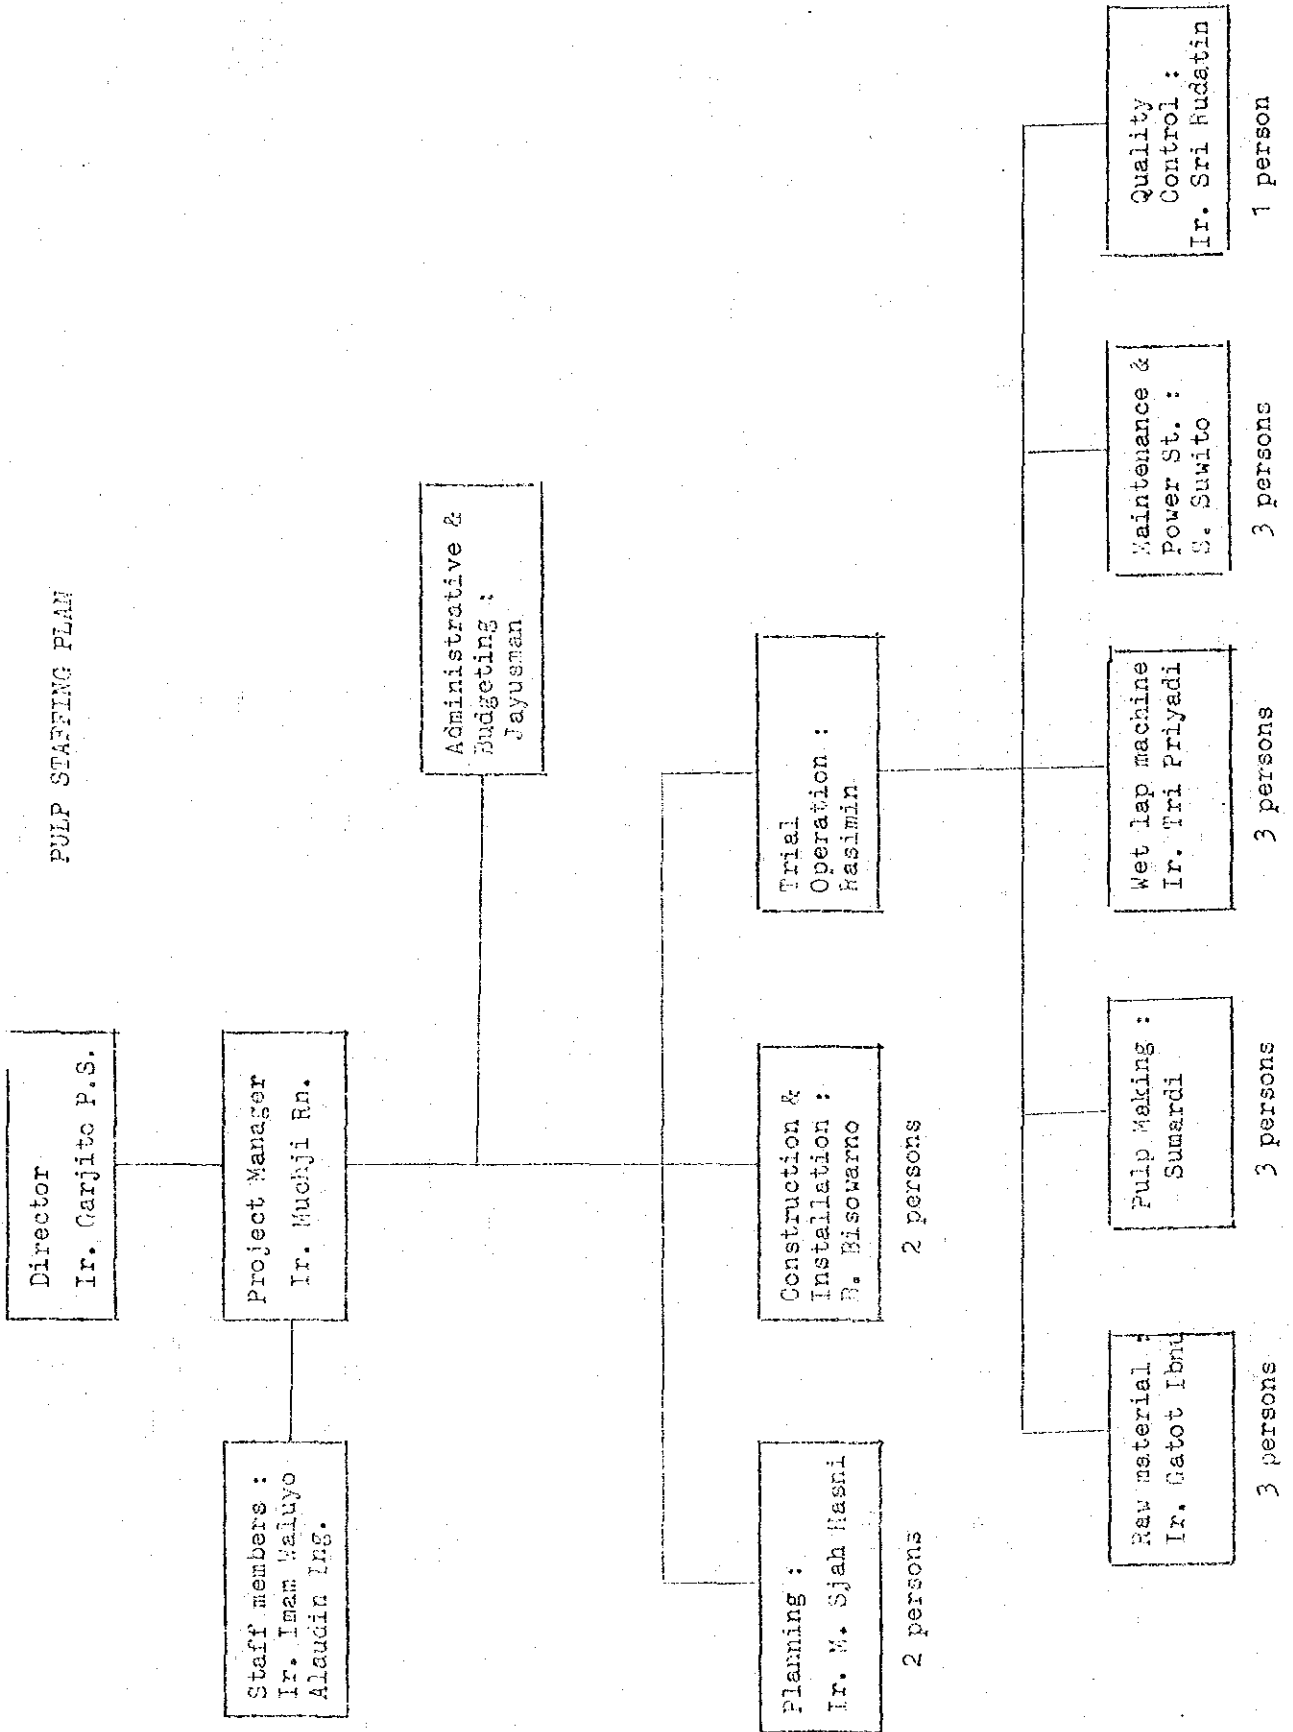 PULP STAFFING PLAN
Director
Ir. Garjito P.S.
Project Manager
Ir. Muchji Rn.
Staff members :
Ir. Imam Waluyo
Alaudin Ing.
Administrative &
Budgeting :
Jayusman
Planning :
Ir. M. Sjah Hasni
2 persons
Construction &
Installation :
B. Bisowarno
2 persons
Trial
Operation :
Kasimin
Raw material :
Ir. Gatot Ibnu
3 persons
Pulp Making :
Sumardi
3 persons
Wet lap machine
Ir. Tri Priyadi
3 persons
Maintenance &
Power St. :
S. Suwito
3 persons
Quality
Control :
Ir. Sri Rudatin
1 person